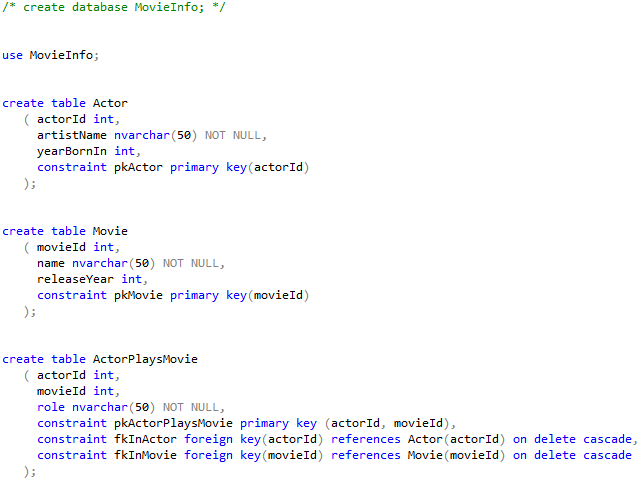 /* create database MovieInfo; */
use MovieInfo;
create table Actor
( actorId int,
artistName nvarchar(50) NOT NULL,
yearBornIn int,
constraint pkActor primary key(actorId)
);
create table Movie
( movieId int,
name nvarchar(50) NOT NULL,
releaseYear int,
constraint pkMovie primary key(movieId)
);
create table ActorPlaysMovie
( actorId int,
movieId int,
role nvarchar(50) NOT NULL,
constraint pkActorPlaysMovie primary key (actorId, movieId),
constraint fkInActor foreign key(actorId) references Actor(actorId) on delete cascade,
constraint fkInMovie foreign key(movieId) references Movie(movieId) on delete cascade
);